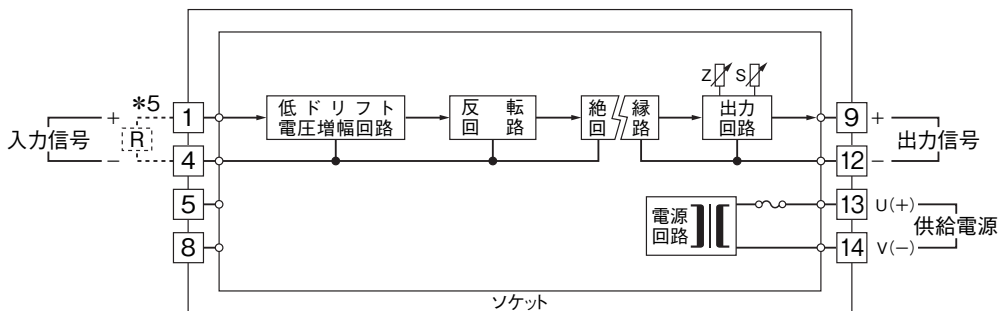 Z S
*5
1
低ドリフト
電圧増幅回路
反転
回路
絶縁
回路
出力
回路
9 +
入力信号
+
R
−
出力信号
4
12 −
5
電源
回路
13 U(+)
供給電源
8
14 V(−)
ソケット